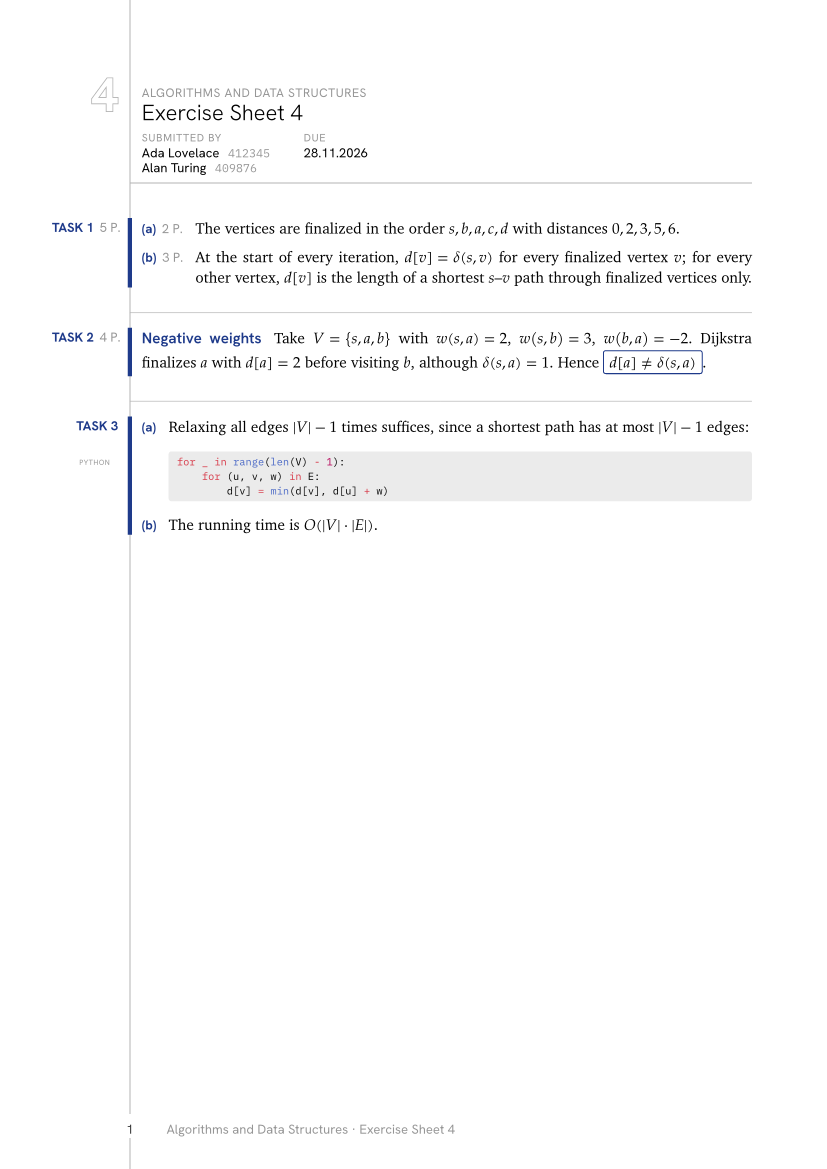 4
ALGORITHMS AND DATA STRUCTURES
Exercise Sheet 4
SUBMITTED BY DUE
Ada Lovelace 412345 28.11.2026
Alan Turing 409876
TASK 1 5 P. (a) 2 P. The vertices are finalized in the order s, b, a, c, d with distances 0, 2, 3, 5, 6.
(b) 3 P. At the start of every iteration, d[v] = δ(s, v) for every finalized vertex v; for every
other vertex, d[v] is the length of a shortest s–v path through finalized vertices only.
TASK 2 4 P. Negative weights Take V = {s, a, b} with w(s, a) = 2, w(s, b) = 3, w(b, a) = −2. Dijkstra
finalizes a with d[a] = 2 before visiting b, although δ(s, a) = 1. Hence d[a] ≠ δ(s, a).
TASK 3 (a) Relaxing all edges |V| − 1 times suffices, since a shortest path has at most |V| − 1 edges:
PYTHON for _ in range(len(V) - 1):
for (u, v, w) in E:
d[v] = min(d[v], d[u] + w)
(b) The running time is O(|V| · |E|).
1 Algorithms and Data Structures · Exercise Sheet 4